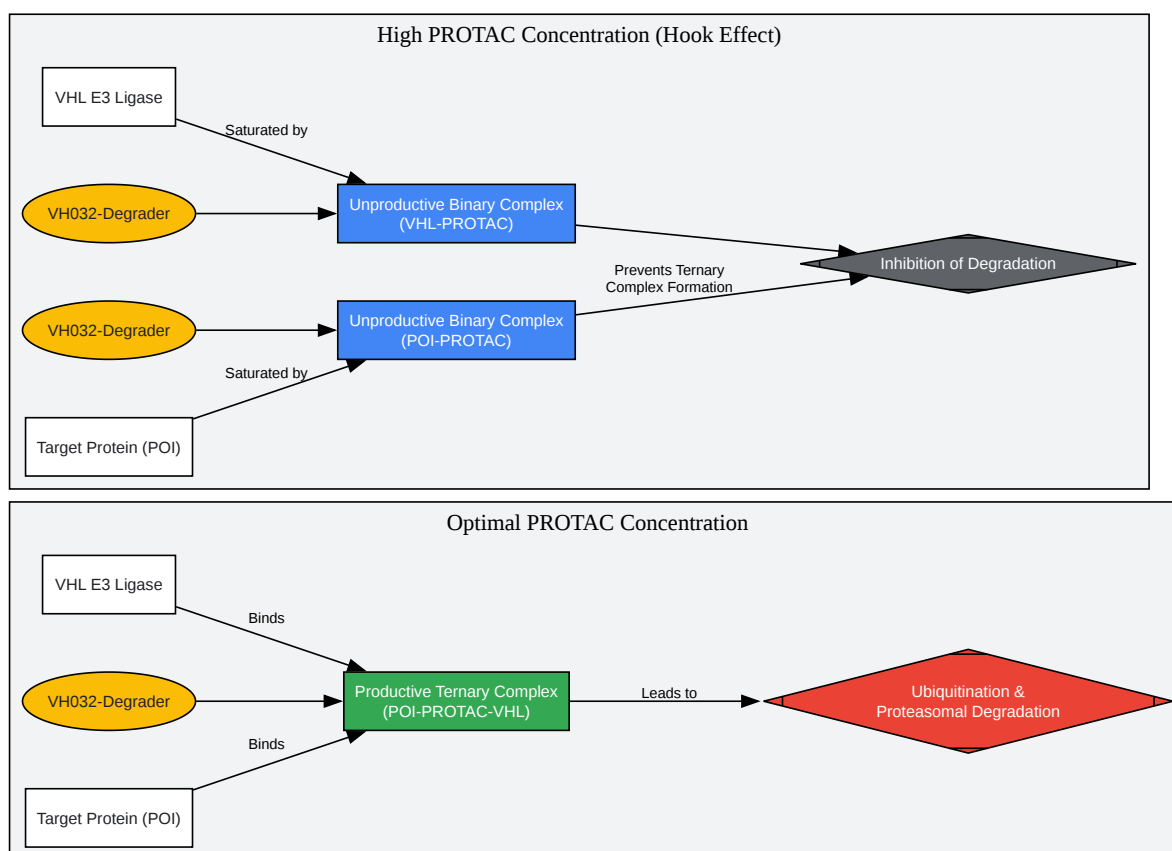 High PROTAC Concentration (Hook Effect)
VHL E3 Ligase
Saturated by
VH032-Degrader
Unproductive Binary Complex
(VHL-PROTAC)
Inhibition of Degradation
Prevents Ternary
Complex Formation
VH032-Degrader
Unproductive Binary Complex
(POI-PROTAC)
Saturated by
Target Protein (POI)
Optimal PROTAC Concentration
VHL E3 Ligase
Binds
VH032-Degrader
Productive Ternary Complex
(POI-PROTAC-VHL)
Leads to
Ubiquitination &
Proteasomal Degradation
Binds
Target Protein (POI)